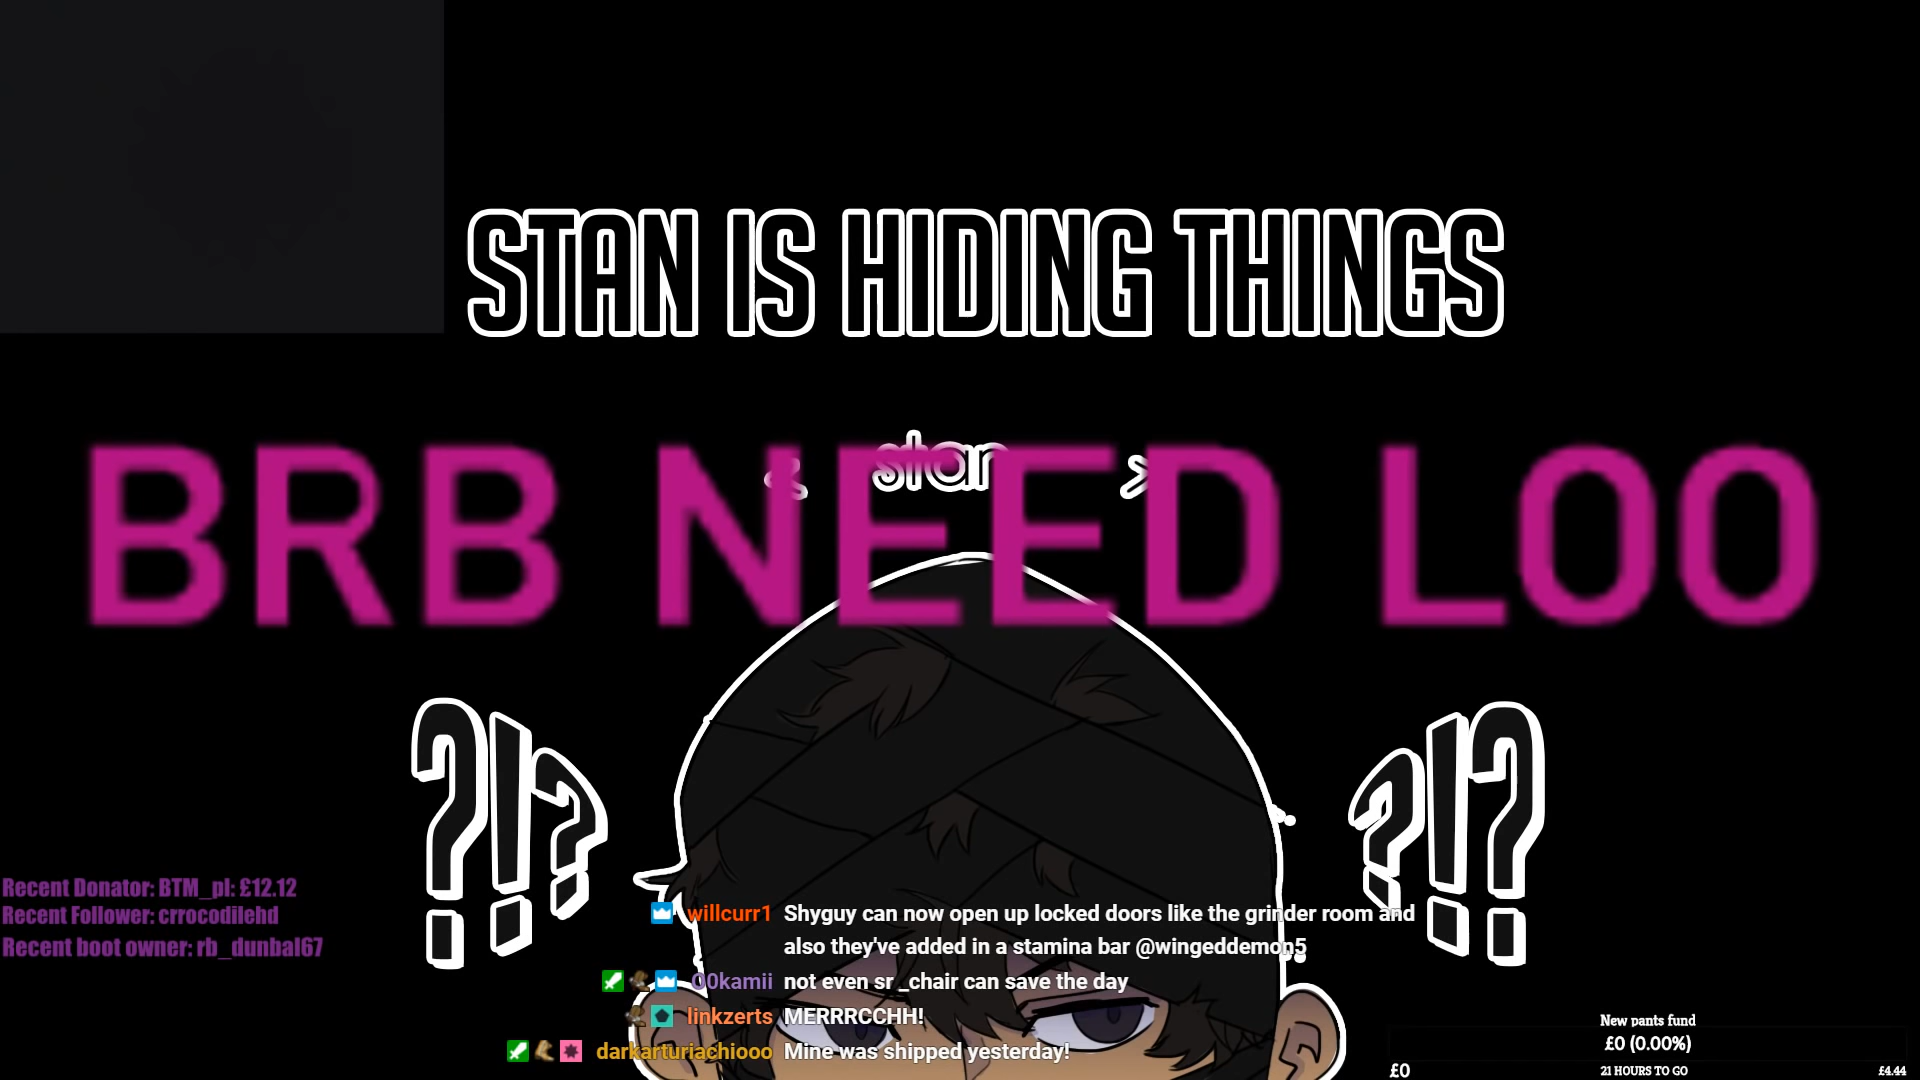 STAN IS HIDING THINGS
< stan >
BRB NEED LOO
?!? ?!?
Recent Donator: BTM_pl: £12.12
Recent Follower: crrocodilehd
Recent boot owner: rb_dunbal67
willcurr1 Shyguy can now open up locked doors like the grinder room and
also they've added in a stamina bar @wingeddemon5
O0kamii not even sr _chair can save the day
linkzerts MERRRCCHH!
darkarturiachiooo Mine was shipped yesterday!
New pants fund
£0 (0.00%)
£0 21 HOURS TO GO £4.44